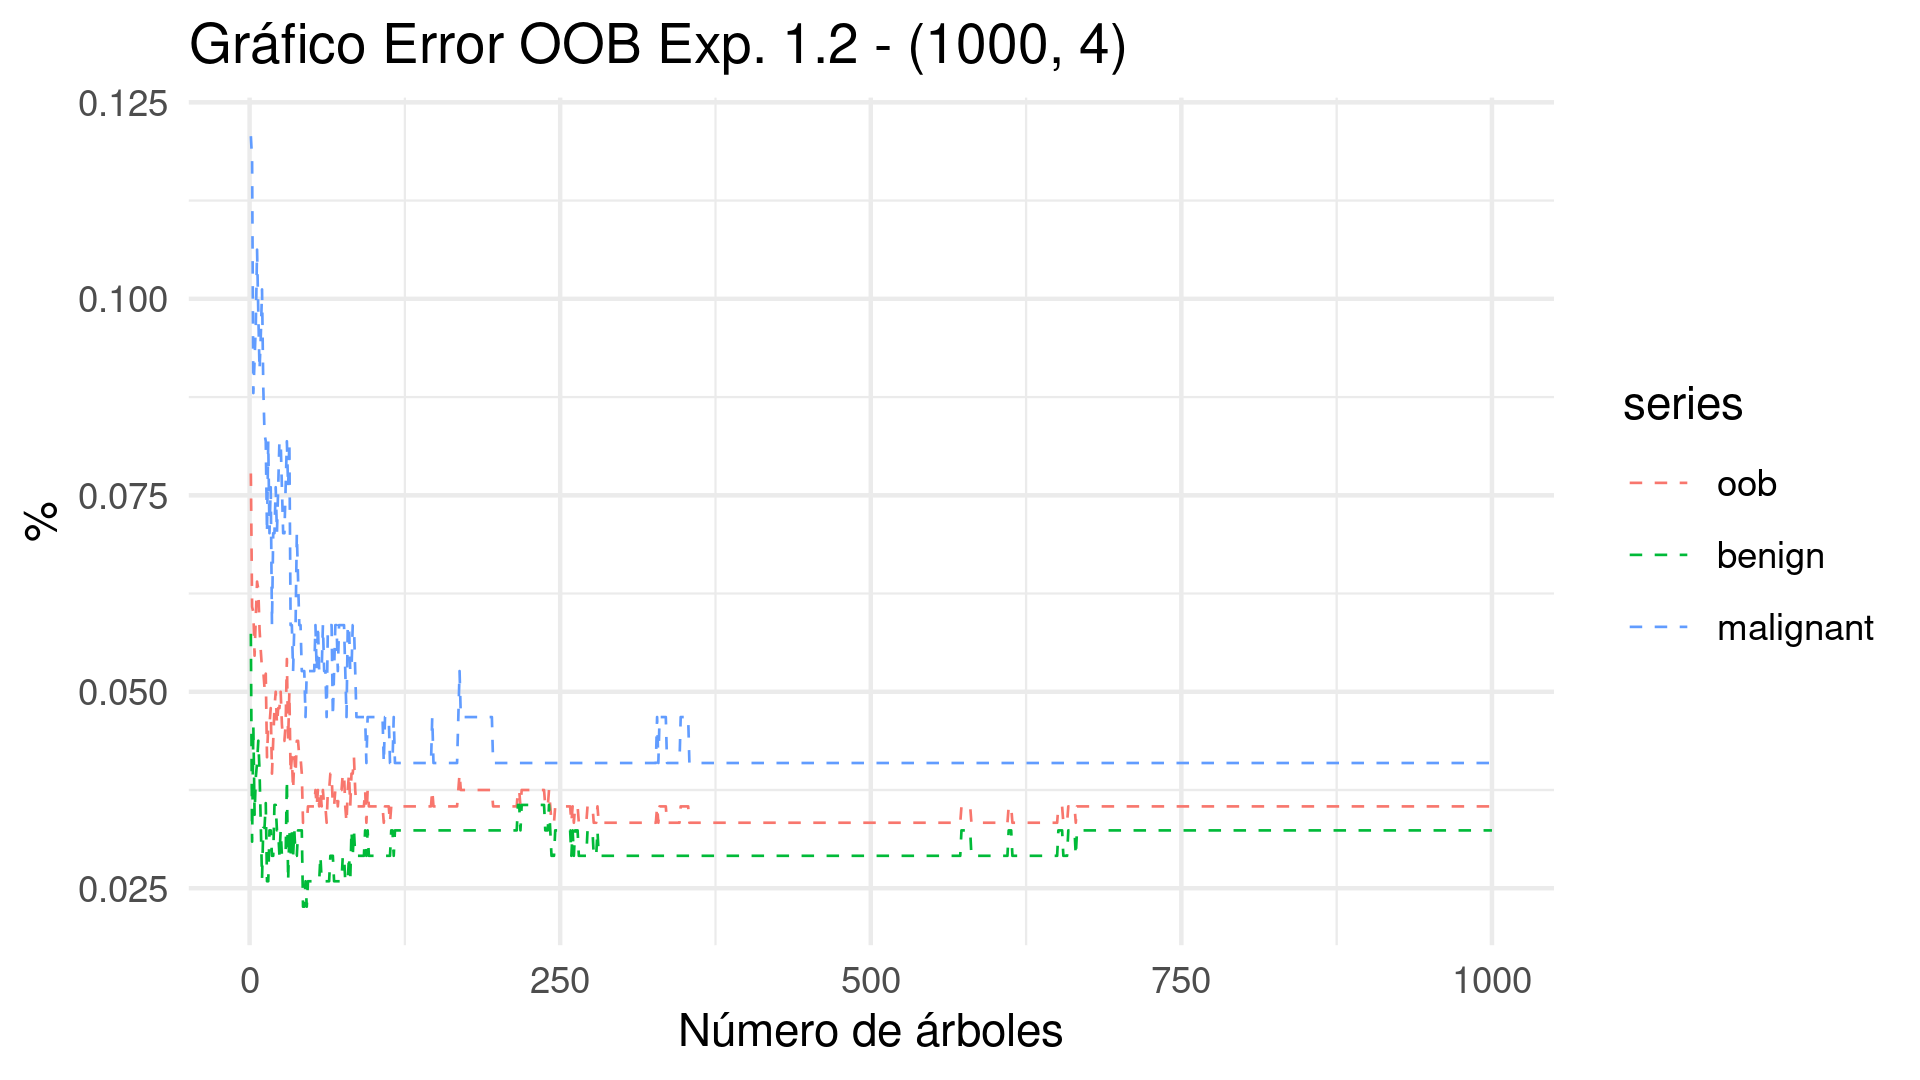 Gráfico Error OOB Exp. 1.2 - (1000, 4)
0.125
0.100
0.075
0.050
0.025
%
0 250 500 750 1000
Número de árboles
series
oob
benign
malignant